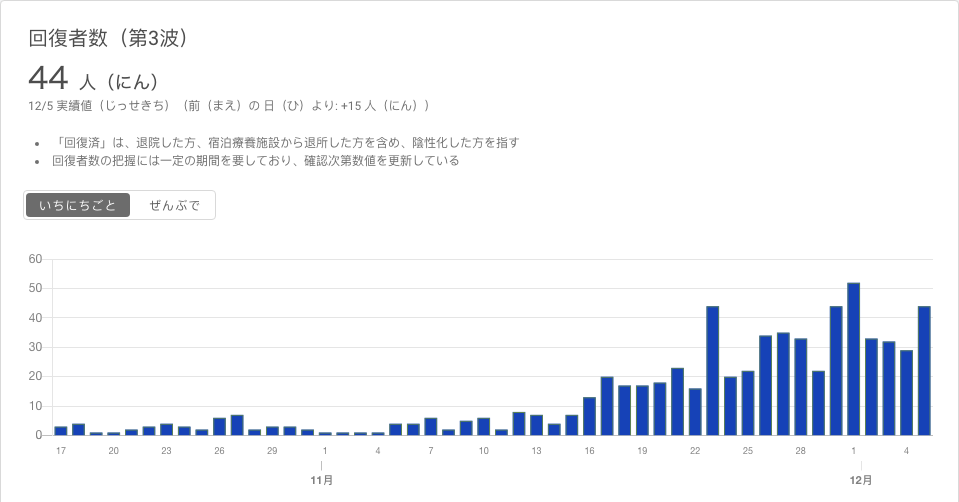 回復者数（第3波）
44 人（にん）
12/5 実績値（じっせきち）（前（まえ）の 日（ひ）より: +15 人（にん））
• 「回復済」は、退院した方、宿泊療養施設から退所した方を含め、陰性化した方を指す
• 回復者数の把握には一定の期間を要しており、確認次第数値を更新している
いちにちごと ぜんぶで
60
50
40
30
20
10
0
17 20 23 26 29 1 4 7 10 13 16 19 22 25 28 1 4
11月 12月